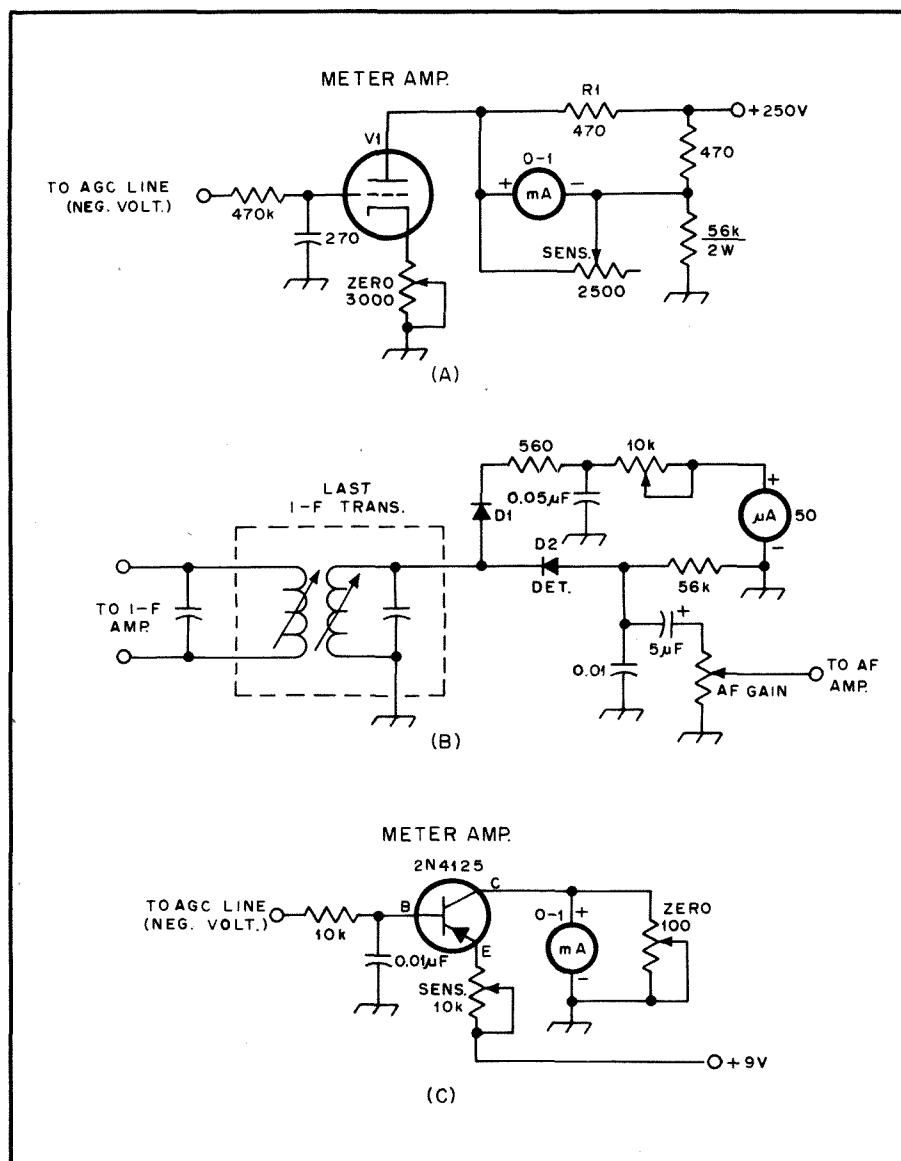 METER AMP.
V1
R1
470
+250V
470
0-1
+ mA -
TO AGC LINE
(NEG. VOLT.)
470k
270
SENS.
2500
56k
2W
ZERO
3000
(A)
LAST
I-F TRANS.
560
10k
0.05µF
D1
+
µA
50
-
D2
DET.
56k
TO I-F
AMP.
+
5µF
0.01
AF GAIN
TO AF
AMP.
(B)
METER AMP.
2N4125
C
TO AGC LINE
(NEG. VOLT.)
B
10k
0.01µF
E
SENS.
10k
0-1
+
mA
-
ZERO
100
+9V
(C)